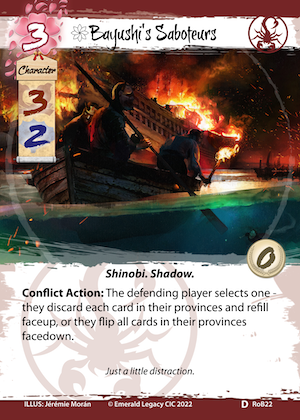 3
Bayushi's Saboteurs
Character
3
2
0
Shinobi. Shadow.
Conflict Action: The defending player selects one -
they discard each card in their provinces and refill
faceup, or they flip all cards in their provinces
facedown.
Just a little distraction.
ILLUS: Jérémie Morán © Emerald Legacy CIC 2022 D RoB22